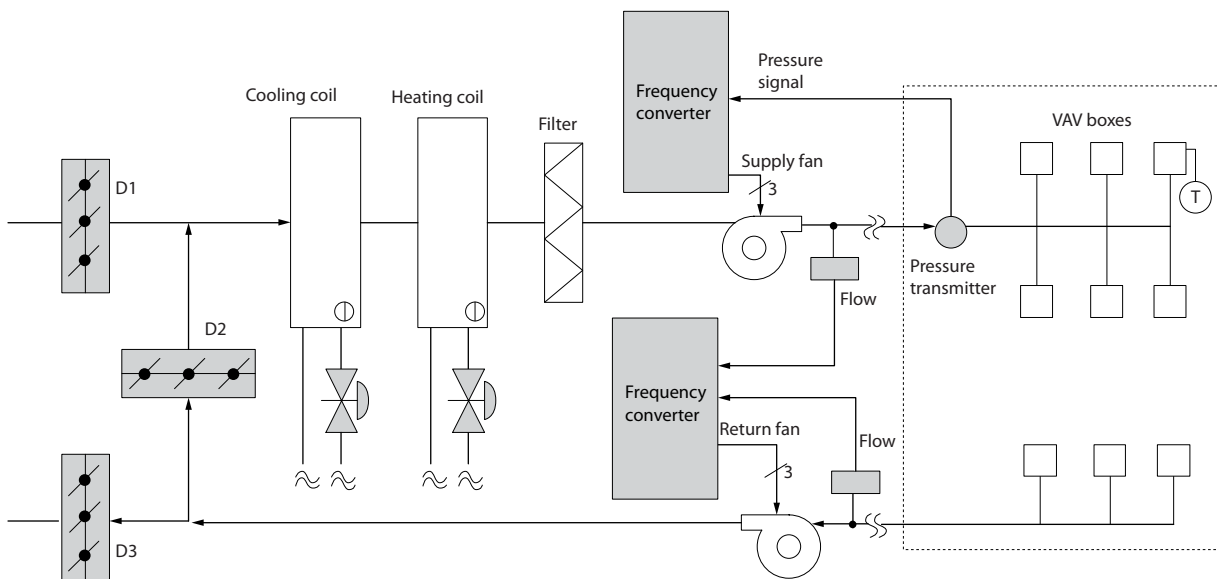 Pressure
signal
Cooling coil
Heating coil
Frequency
converter
Filter
VAV boxes
D1
Supply fan
3
T
Pressure
transmitter
Flow
D2
Frequency
converter
Return fan
Flow
3
D3